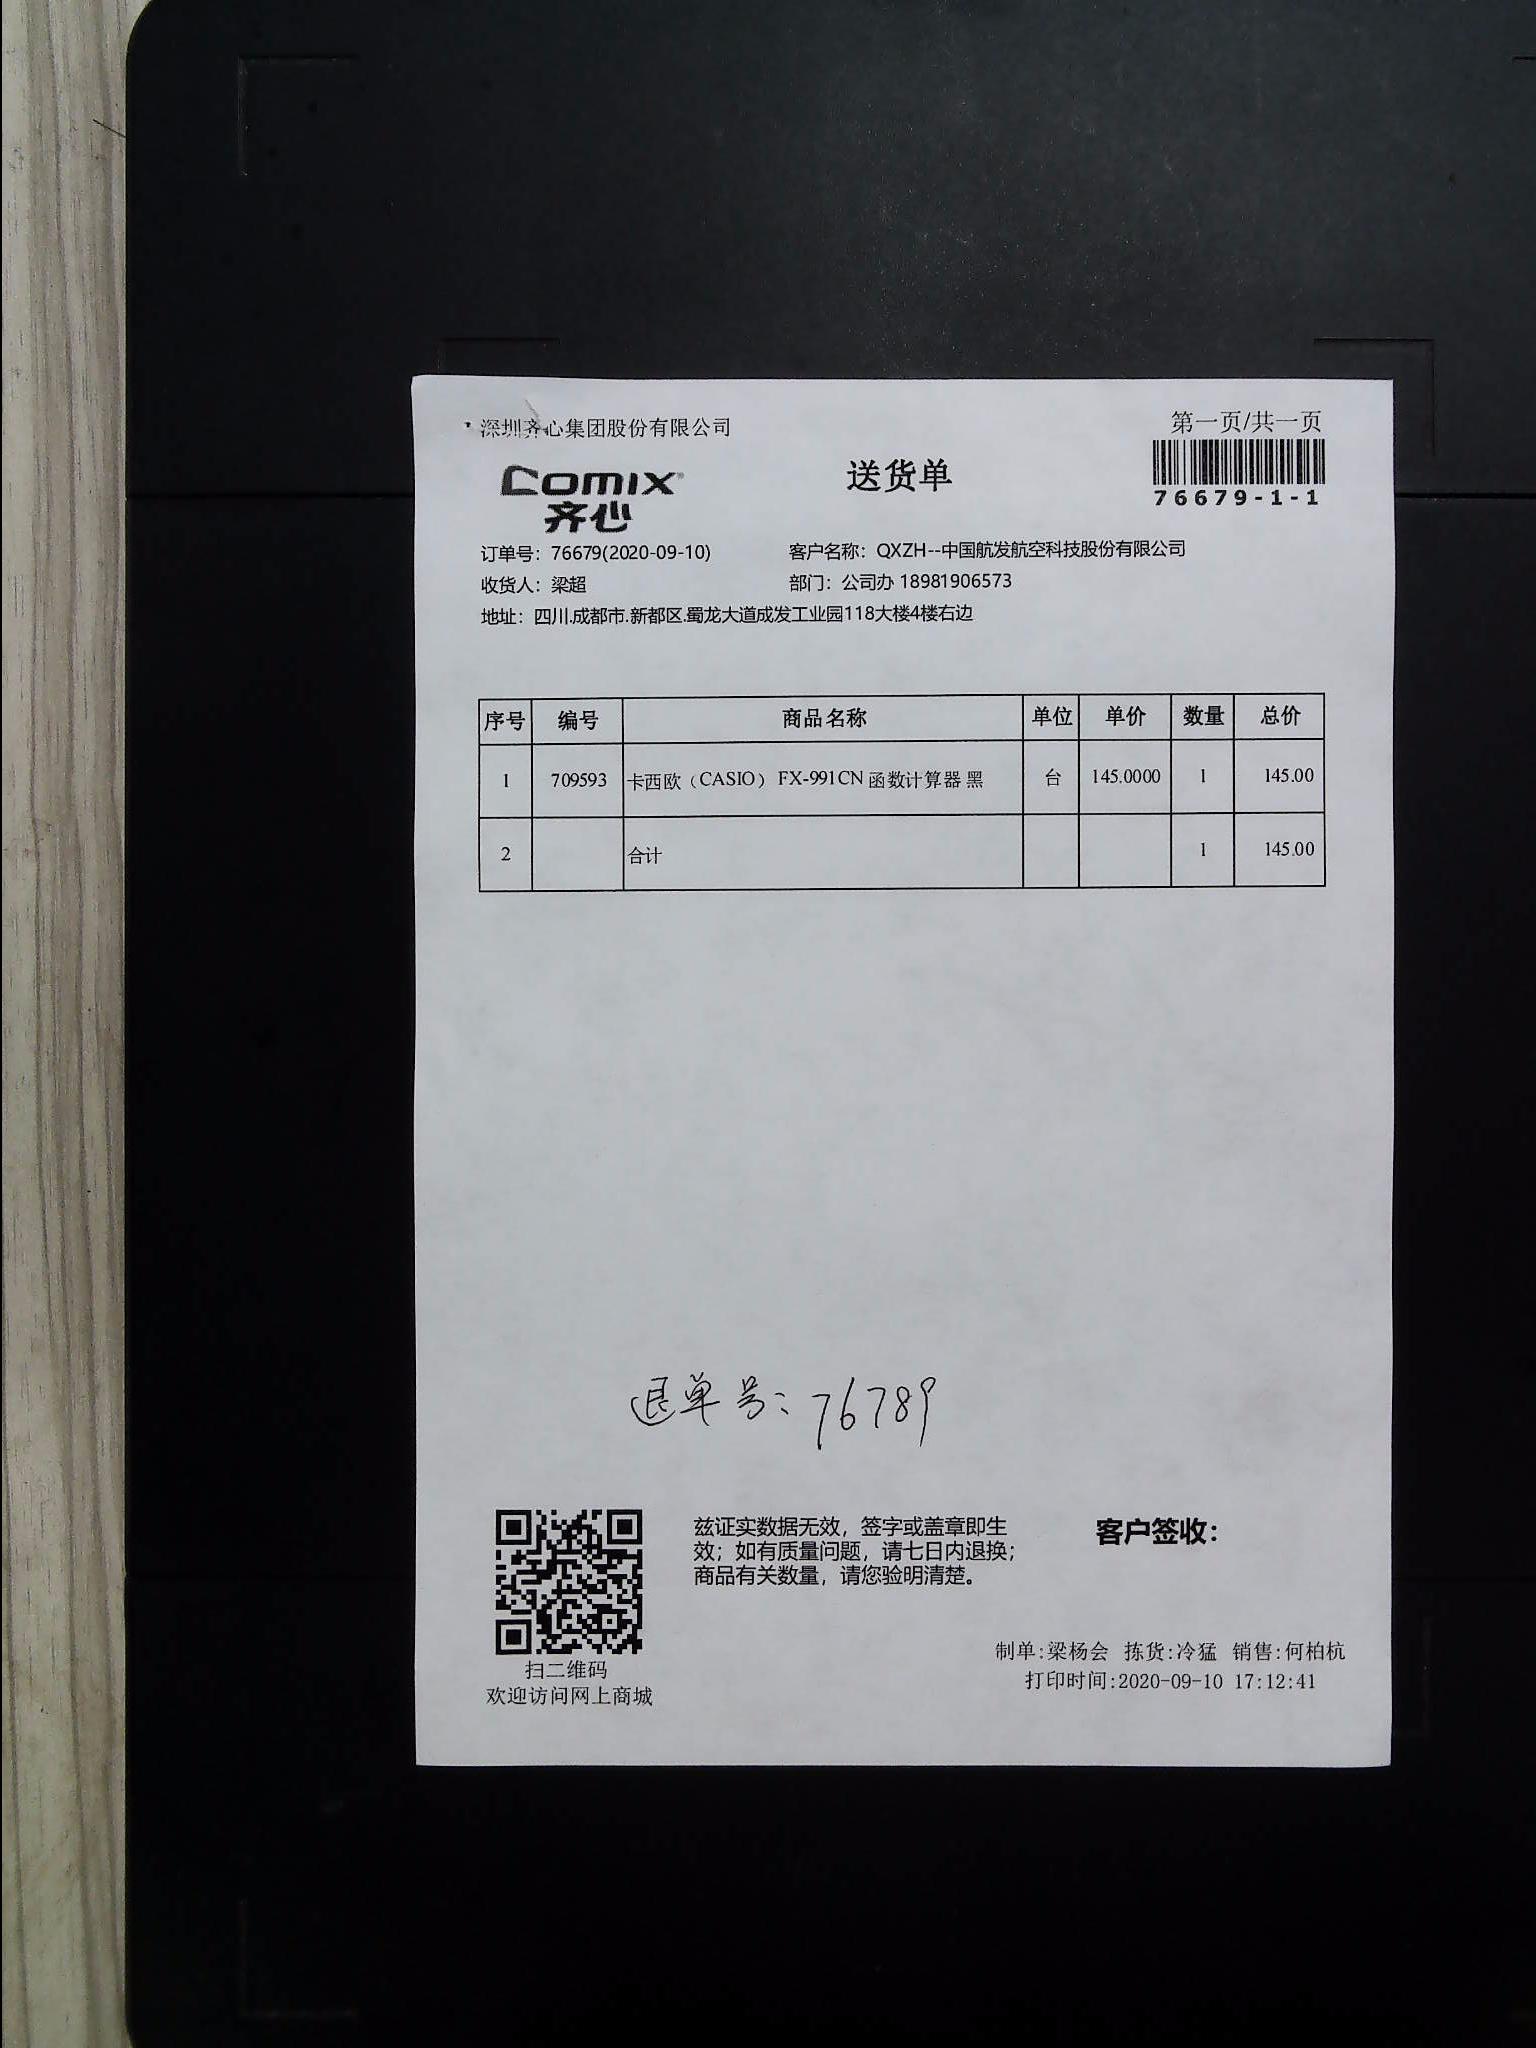 深圳齐心集团股份有限公司
第一页/共一页
comix
齐心
送货单
76679-1-1
订单号：76679(2020-09-10)
客户名称：QXZH--中国航发航空科技股份有限公司
收货人：梁超
部门：公司办 18981906573
地址：四川.成都市.新都区.蜀龙大道成发工业园118大楼4楼右边
序号 编号 商品名称 单位 单价 数量 总价
1 709593 卡西欧（CASIO） FX-991CN 函数计算器 黑 台 145.0000 1 145.00
2 合计 1 145.00
退单号：76789
兹证实数据无效，签字或盖章即生
效；如有质量问题，请七日内退换；
商品有关数量，请您验明清楚。
客户签收：
扫二维码
欢迎访问网上商城
制单:梁杨会 拣货:冷猛 销售:何柏杭
打印时间:2020-09-10 17:12:41